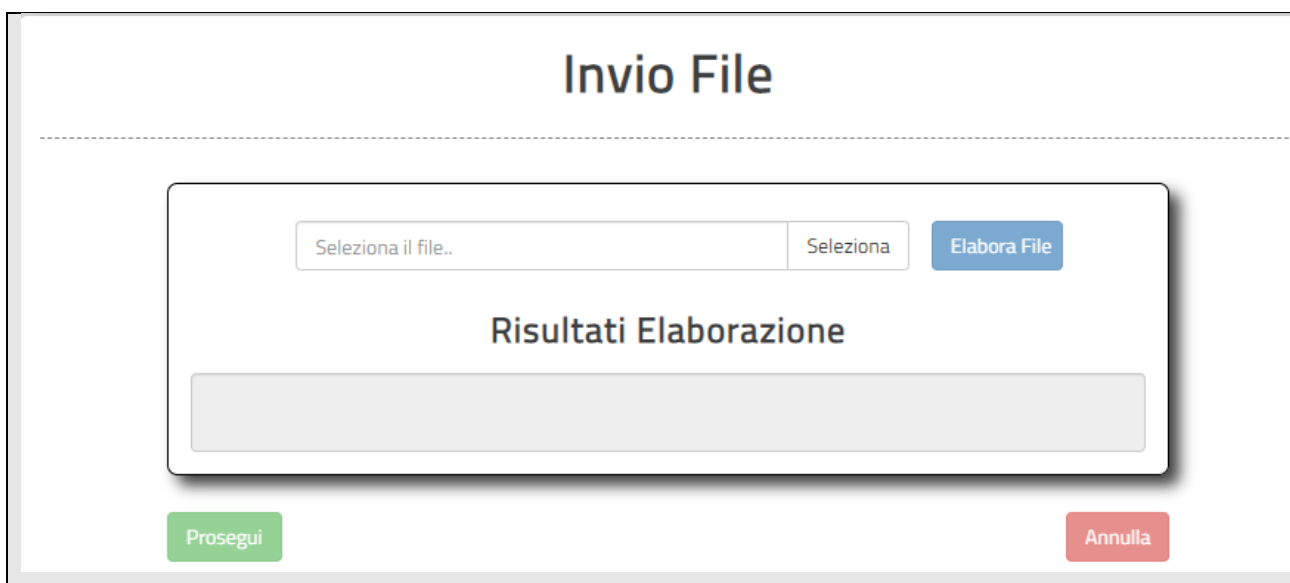 Invio File
Seleziona il file.. Seleziona Elabora File
Risultati Elaborazione
Prosegui Annulla